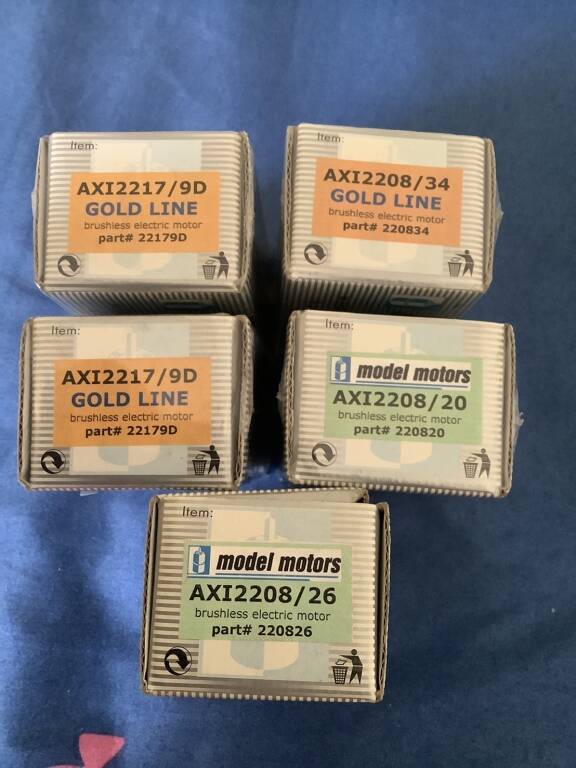 Item:
AXI2217/9D
GOLD LINE
brushless electric motor
part# 22179D
Item:
AXI2208/34
GOLD LINE
brushless electric motor
part# 220834
Item:
AXI2217/9D
GOLD LINE
brushless electric motor
part# 22179D
Item:
model motors
AXI2208/20
brushless electric motor
part# 220820
Item:
model motors
AXI2208/26
brushless electric motor
part# 220826